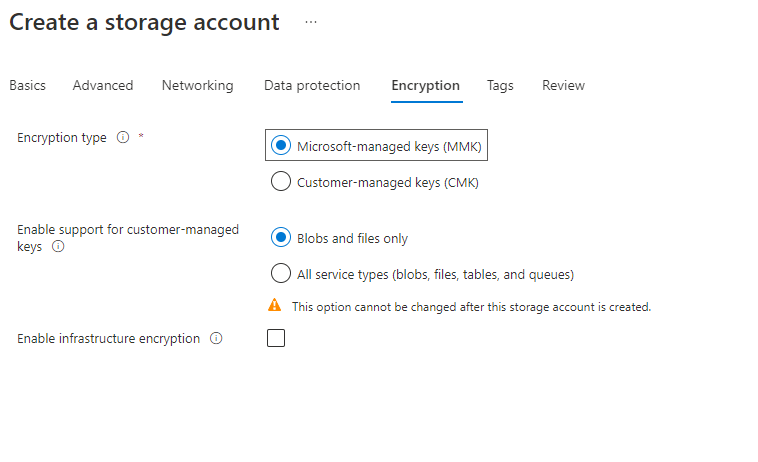 Create a storage account ...
Basics Advanced Networking Data protection Encryption Tags Review
Encryption type *
Microsoft-managed keys (MMK)
Customer-managed keys (CMK)
Enable support for customer-managed
keys
Blobs and files only
All service types (blobs, files, tables, and queues)
This option cannot be changed after this storage account is created.
Enable infrastructure encryption